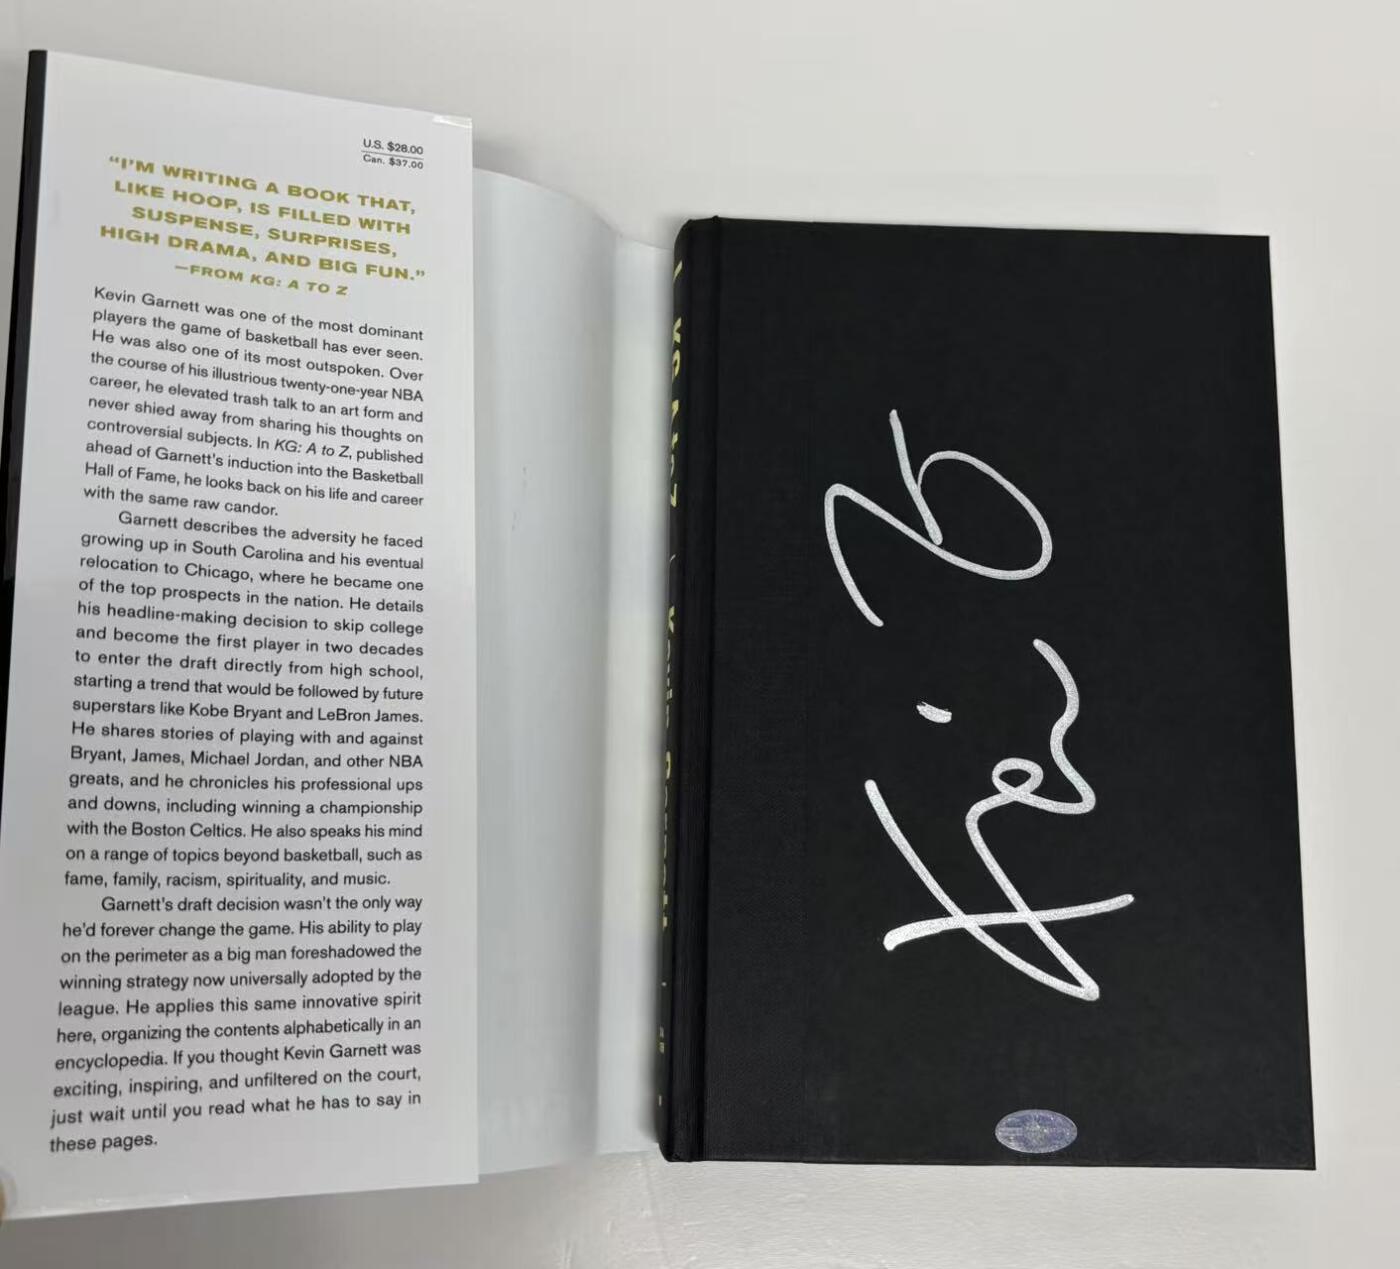 U.S. $28.00
Can. $37.00
“I’M WRITING A BOOK THAT,
LIKE HOOP, IS FILLED WITH
SUSPENSE, SURPRISES,
HIGH DRAMA, AND BIG FUN.”
—FROM KG: A TO Z
Kevin Garnett was one of the most dominant
players the game of basketball has ever seen.
He was also one of its most outspoken. Over
the course of his illustrious twenty-one-year NBA
career, he elevated trash talk to an art form and
never shied away from sharing his thoughts on
controversial subjects. In KG: A to Z, published
ahead of Garnett’s induction into the Basketball
Hall of Fame, he looks back on his life and career
with the same raw candor.
Garnett describes the adversity he faced
growing up in South Carolina and his eventual
relocation to Chicago, where he became one
of the top prospects in the nation. He details
his headline-making decision to skip college
and become the first player in two decades
to enter the draft directly from high school,
starting a trend that would be followed by future
superstars like Kobe Bryant and LeBron James.
He shares stories of playing with and against
Bryant, James, Michael Jordan, and other NBA
greats, and he chronicles his professional ups
and downs, including winning a championship
with the Boston Celtics. He also speaks his mind
on a range of topics beyond basketball, such as
fame, family, racism, spirituality, and music.
Garnett’s draft decision wasn’t the only way
he’d forever change the game. His ability to play
on the perimeter as a big man foreshadowed the
winning strategy now universally adopted by the
league. He applies this same innovative spirit
here, organizing the contents alphabetically in an
encyclopedia. If you thought Kevin Garnett was
exciting, inspiring, and unfiltered on the court,
just wait until you read what he has to say in
these pages.
KG A to Z
Kevin Garnett